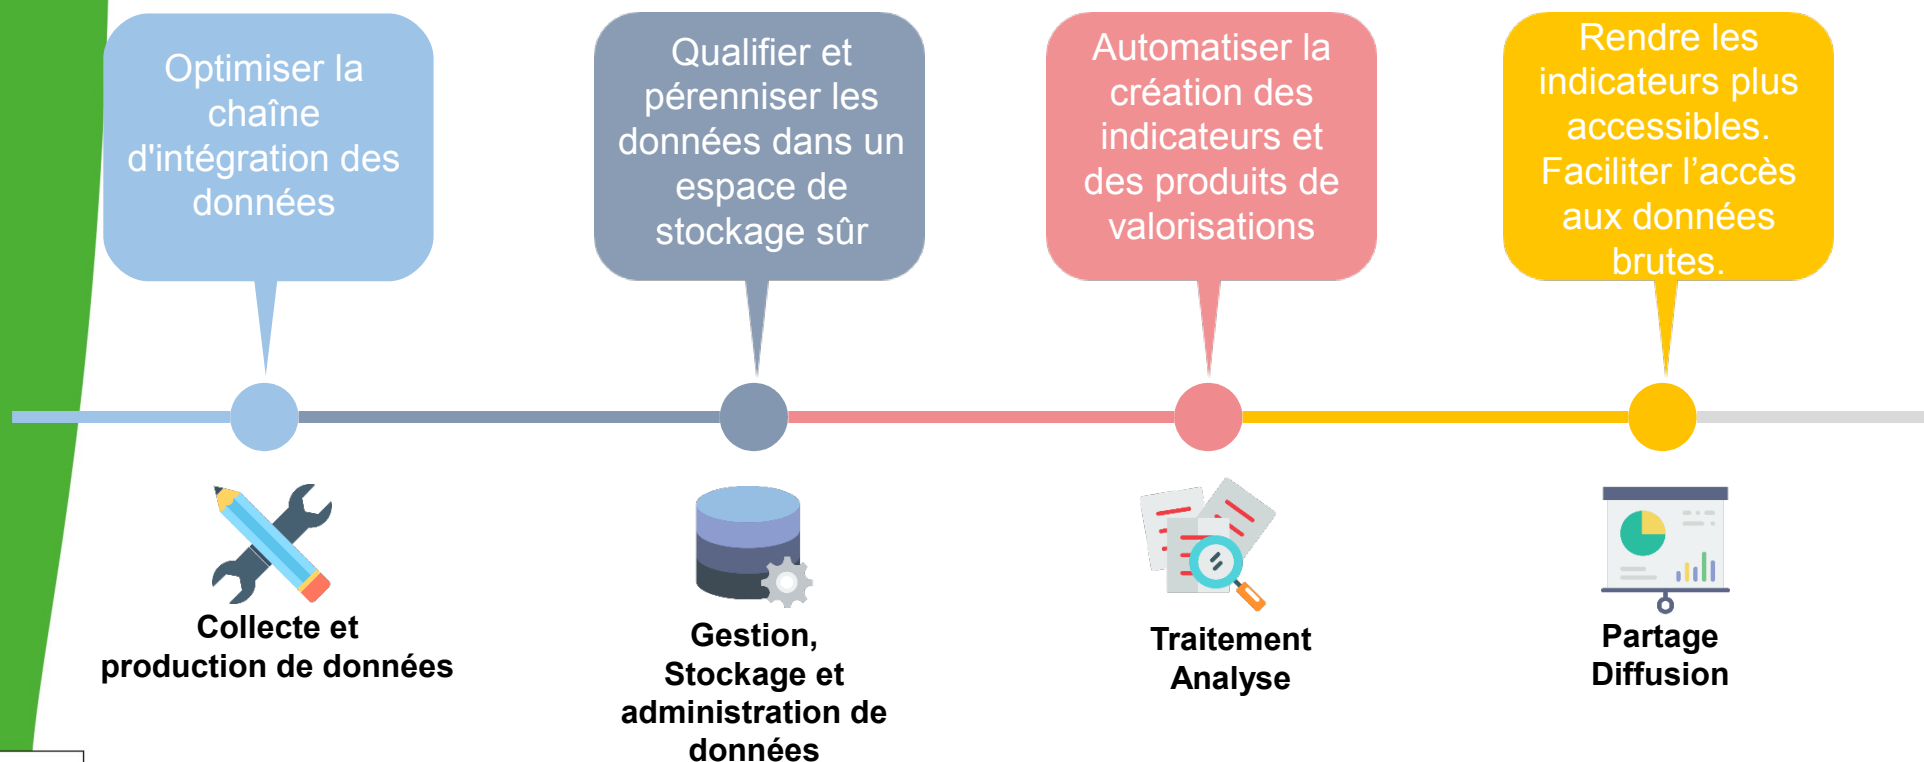 Optimiser la
chaîne
d'intégration des
données
Qualifier et
pérenniser les
données dans un
espace de
stockage sûr
Automatiser la
création des
indicateurs et
des produits de
valorisations
Rendre les
indicateurs plus
accessibles.
Faciliter l’accès
aux données
brutes.
Collecte et
production de données
Gestion,
Stockage et
administration de
données
Traitement
Analyse
Partage
Diffusion